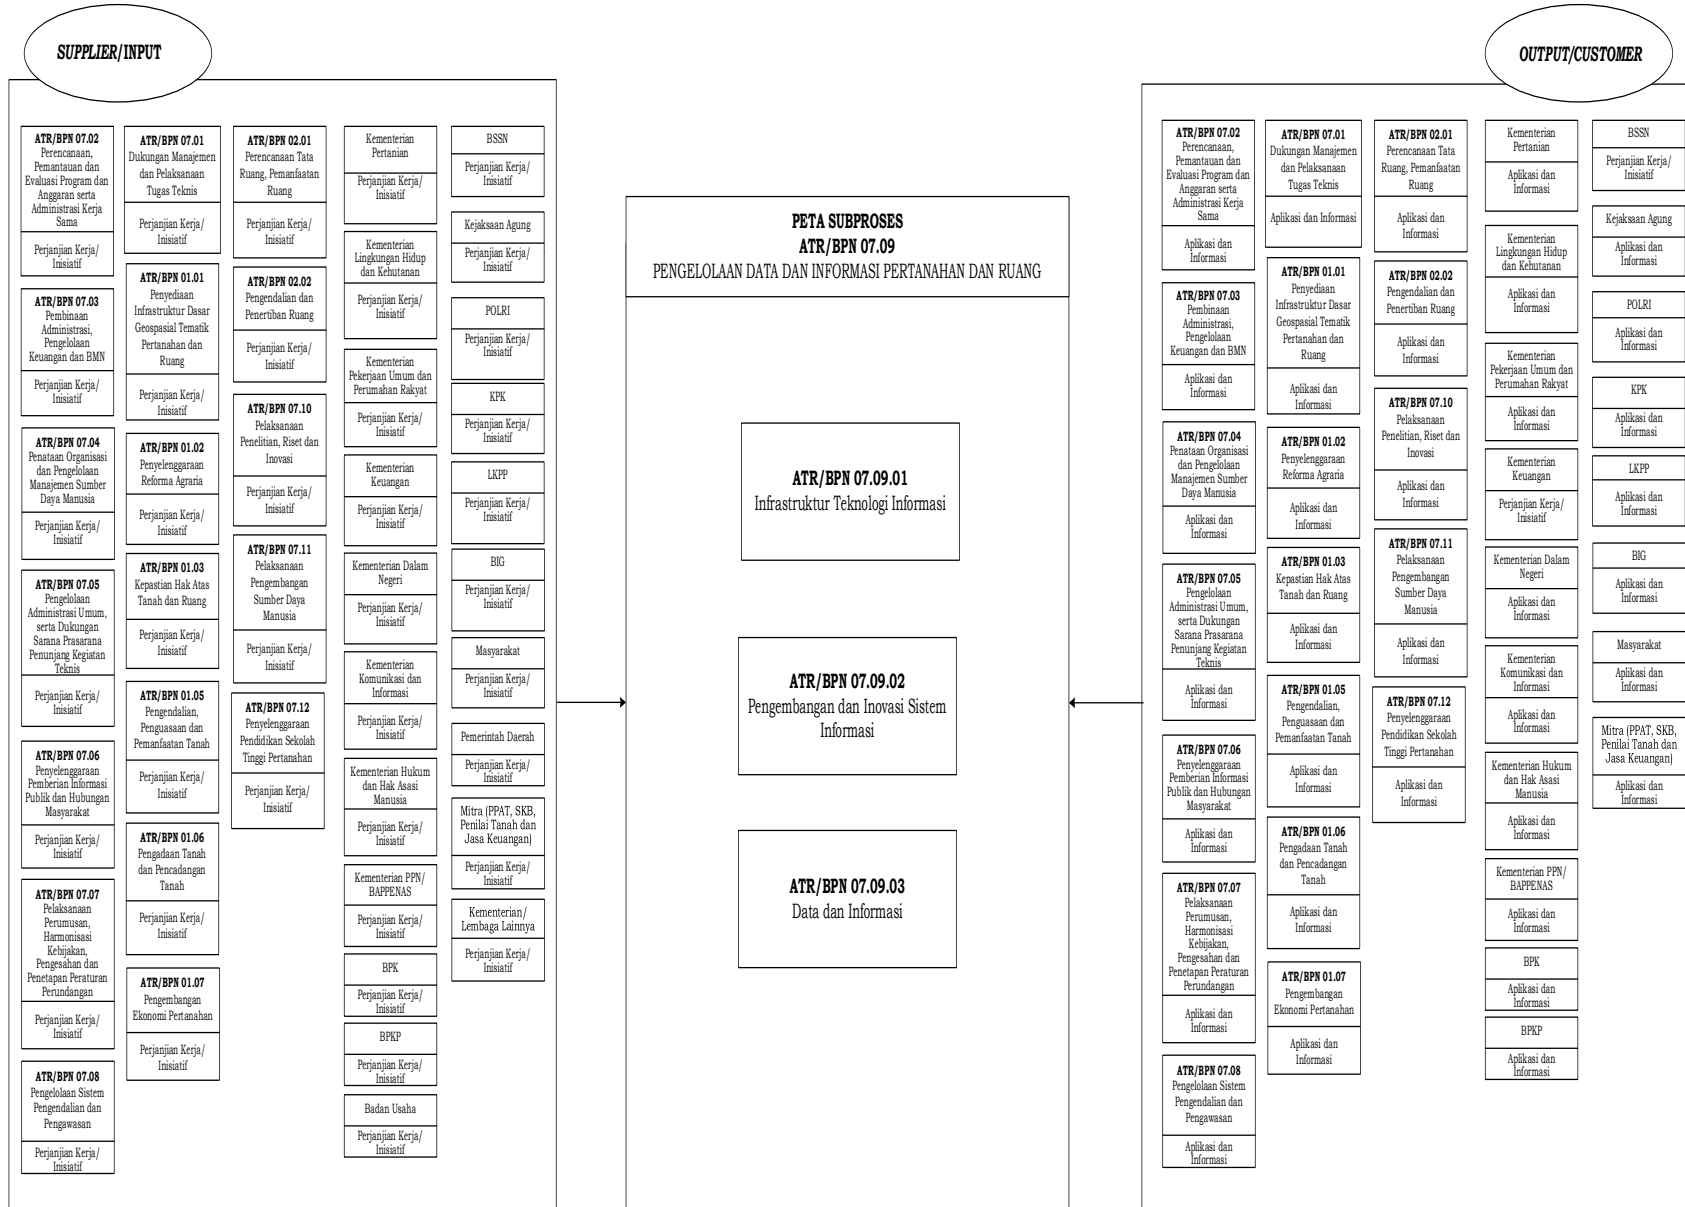 SUPPLIER/INPUT
ATR/BPN 07.02
Perencanaan,
Pemantauan dan
Evaluasi Program dan
Anggaran serta
Administrasi Kerja
Sama
Perjanjian Kerja/
Inisiatif
ATR/BPN 07.03
Pembinaan
Administrasi,
Pengelolaan
Keuangan dan BMN
Perjanjian Kerja/
Inisiatif
ATR/BPN 07.04
Penataan Organisasi
dan Pengelolaan
Manajemen Sumber
Daya Manusia
Perjanjian Kerja/
Inisiatif
ATR/BPN 07.05
Pengelolaan
Administrasi Umum,
serta Dukungan
Sarana Prasarana
Penunjang Kegiatan
Teknis
Perjanjian Kerja/
Inisiatif
ATR/BPN 07.06
Penyelenggaraan
Pemberian Informasi
Publik dan Hubungan
Masyarakat
Perjanjian Kerja/
Inisiatif
ATR/BPN 07.07
Pelaksanaan
Perumusan,
Harmonisasi
Kebijakan,
Pengesahan dan
Penetapan Peraturan
Perundangan
Perjanjian Kerja/
Inisiatif
ATR/BPN 07.08
Pengelolaan Sistem
Pengendalian dan
Pengawasan
Perjanjian Kerja/
Inisiatif
ATR/BPN 07.01
Dukungan Manajemen
dan Pelaksanaan
Tugas Teknis
Perjanjian Kerja/
Inisiatif
ATR/BPN 01.01
Penyediaan
Infrastruktur Dasar
Geospasial Tematik
Pertanahan dan
Ruang
Perjanjian Kerja/
Inisiatif
ATR/BPN 01.02
Penyelenggaraan
Reforma Agraria
Perjanjian Kerja/
Inisiatif
ATR/BPN 01.03
Kepastian Hak Atas
Tanah dan Ruang
Perjanjian Kerja/
Inisiatif
ATR/BPN 01.05
Pengendalian,
Penguasaan dan
Pemanfaatan Tanah
Perjanjian Kerja/
Inisiatif
ATR/BPN 01.06
Pengadaan Tanah
dan Pencadangan
Tanah
Perjanjian Kerja/
Inisiatif
ATR/BPN 01.07
Pengembangan
Ekonomi Pertanahan
Perjanjian Kerja/
Inisiatif
ATR/BPN 02.01
Perencanaan Tata
Ruang, Pemanfaatan
Ruang
Perjanjian Kerja/
Inisiatif
ATR/BPN 02.02
Pengendalian dan
Penertiban Ruang
Perjanjian Kerja/
Inisiatif
ATR/BPN 07.10
Pelaksanaan
Penelitian, Riset dan
Inovasi
Perjanjian Kerja/
Inisiatif
ATR/BPN 07.11
Pelaksanaan
Pengembangan
Sumber Daya
Manusia
Perjanjian Kerja/
Inisiatif
ATR/BPN 07.12
Penyelenggaraan
Pendidikan Sekolah
Tinggi Pertanahan
Perjanjian Kerja/
Inisiatif
Kementerian
Pertanian
Perjanjian Kerja/
Inisiatif
Kementerian
Lingkungan Hidup
dan Kehutanan
Perjanjian Kerja/
Inisiatif
Kementerian
Pekerjaan Umum dan
Perumahan Rakyat
Perjanjian Kerja/
Inisiatif
Kementerian
Keuangan
Perjanjian Kerja/
Inisiatif
Kementerian Dalam
Negeri
Perjanjian Kerja/
Inisiatif
Kementerian
Komunikasi dan
Informasi
Perjanjian Kerja/
Inisiatif
Kementerian Hukum
dan Hak Asasi
Manusia
Perjanjian Kerja/
Inisiatif
Kementerian PPN/
BAPPENAS
Perjanjian Kerja/
Inisiatif
BPK
Perjanjian Kerja/
Inisiatif
BPKP
Perjanjian Kerja/
Inisiatif
Badan Usaha
Perjanjian Kerja/
Inisiatif
BSSN
Perjanjian Kerja/
Inisiatif
Kejaksaan Agung
Perjanjian Kerja/
Inisiatif
POLRI
Perjanjian Kerja/
Inisiatif
KPK
Perjanjian Kerja/
Inisiatif
LKPP
Perjanjian Kerja/
Inisiatif
BIG
Perjanjian Kerja/
Inisiatif
Masyarakat
Perjanjian Kerja/
Inisiatif
Pemerintah Daerah
Perjanjian Kerja/
Inisiatif
Mitra (PPAT, SKB,
Penilai Tanah dan
Jasa Keuangan)
Perjanjian Kerja/
Inisiatif
Kementerian/
Lembaga Lainnya
Perjanjian Kerja/
Inisiatif
PETA SUBPROSES
ATR/BPN 07.09
PENGELOLAAN DATA DAN INFORMASI PERTANAHAN DAN RUANG
ATR/BPN 07.09.01
Infrastruktur Teknologi Informasi
ATR/BPN 07.09.02
Pengembangan dan Inovasi Sistem
Informasi
ATR/BPN 07.09.03
Data dan Informasi
OUTPUT/CUSTOMER
ATR/BPN 07.02
Perencanaan,
Pemantauan dan
Evaluasi Program dan
Anggaran serta
Administrasi Kerja
Sama
Aplikasi dan
Informasi
ATR/BPN 07.03
Pembinaan
Administrasi,
Pengelolaan
Keuangan dan BMN
Aplikasi dan
Informasi
ATR/BPN 07.04
Penataan Organisasi
dan Pengelolaan
Manajemen Sumber
Daya Manusia
Aplikasi dan
Informasi
ATR/BPN 07.05
Pengelolaan
Administrasi Umum,
serta Dukungan
Sarana Prasarana
Penunjang Kegiatan
Teknis
Aplikasi dan
Informasi
ATR/BPN 07.06
Penyelenggaraan
Pemberian Informasi
Publik dan Hubungan
Masyarakat
Aplikasi dan
Informasi
ATR/BPN 07.07
Pelaksanaan
Perumusan,
Harmonisasi
Kebijakan,
Pengesahan dan
Penetapan Peraturan
Perundangan
Aplikasi dan
Informasi
ATR/BPN 07.08
Pengelolaan Sistem
Pengendalian dan
Pengawasan
Aplikasi dan
Informasi
ATR/BPN 07.01
Dukungan Manajemen
dan Pelaksanaan
Tugas Teknis
Aplikasi dan Informasi
ATR/BPN 01.01
Penyediaan
Infrastruktur Dasar
Geospasial Tematik
Pertanahan dan
Ruang
Aplikasi dan
Informasi
ATR/BPN 01.02
Penyelenggaraan
Reforma Agraria
Aplikasi dan
Informasi
ATR/BPN 01.03
Kepastian Hak Atas
Tanah dan Ruang
Aplikasi dan
Informasi
ATR/BPN 01.05
Pengendalian,
Penguasaan dan
Pemanfaatan Tanah
Aplikasi dan
Informasi
ATR/BPN 01.06
Pengadaan Tanah
dan Pencadangan
Tanah
Aplikasi dan
Informasi
ATR/BPN 01.07
Pengembangan
Ekonomi Pertanahan
Aplikasi dan
Informasi
ATR/BPN 02.01
Perencanaan Tata
Ruang, Pemanfaatan
Ruang
Aplikasi dan
Informasi
ATR/BPN 02.02
Pengendalian dan
Penertiban Ruang
Aplikasi dan
Informasi
ATR/BPN 07.10
Pelaksanaan
Penelitian, Riset dan
Inovasi
Aplikasi dan
Informasi
ATR/BPN 07.11
Pelaksanaan
Pengembangan
Sumber Daya
Manusia
Aplikasi dan
Informasi
ATR/BPN 07.12
Penyelenggaraan
Pendidikan Sekolah
Tinggi Pertanahan
Aplikasi dan
Informasi
Kementerian
Pertanian
Aplikasi dan
Informasi
Kementerian
Lingkungan Hidup
dan Kehutanan
Aplikasi dan
Informasi
Kementerian
Pekerjaan Umum dan
Perumahan Rakyat
Aplikasi dan
Informasi
Kementerian
Keuangan
Perjanjian Kerja/
Inisiatif
Kementerian Dalam
Negeri
Aplikasi dan
Informasi
Kementerian
Komunikasi dan
Informasi
Aplikasi dan
Informasi
Kementerian Hukum
dan Hak Asasi
Manusia
Aplikasi dan
Informasi
Kementerian PPN/
BAPPENAS
Aplikasi dan
Informasi
BPK
Aplikasi dan
Informasi
BPKP
Aplikasi dan
Informasi
BSSN
Perjanjian Kerja/
Inisiatif
Kejaksaan Agung
Aplikasi dan
Informasi
POLRI
Aplikasi dan
Informasi
KPK
Aplikasi dan
Informasi
LKPP
Aplikasi dan
Informasi
BIG
Aplikasi dan
Informasi
Masyarakat
Aplikasi dan
Informasi
Mitra (PPAT, SKB,
Penilai Tanah dan
Jasa Keuangan)
Aplikasi dan
Informasi